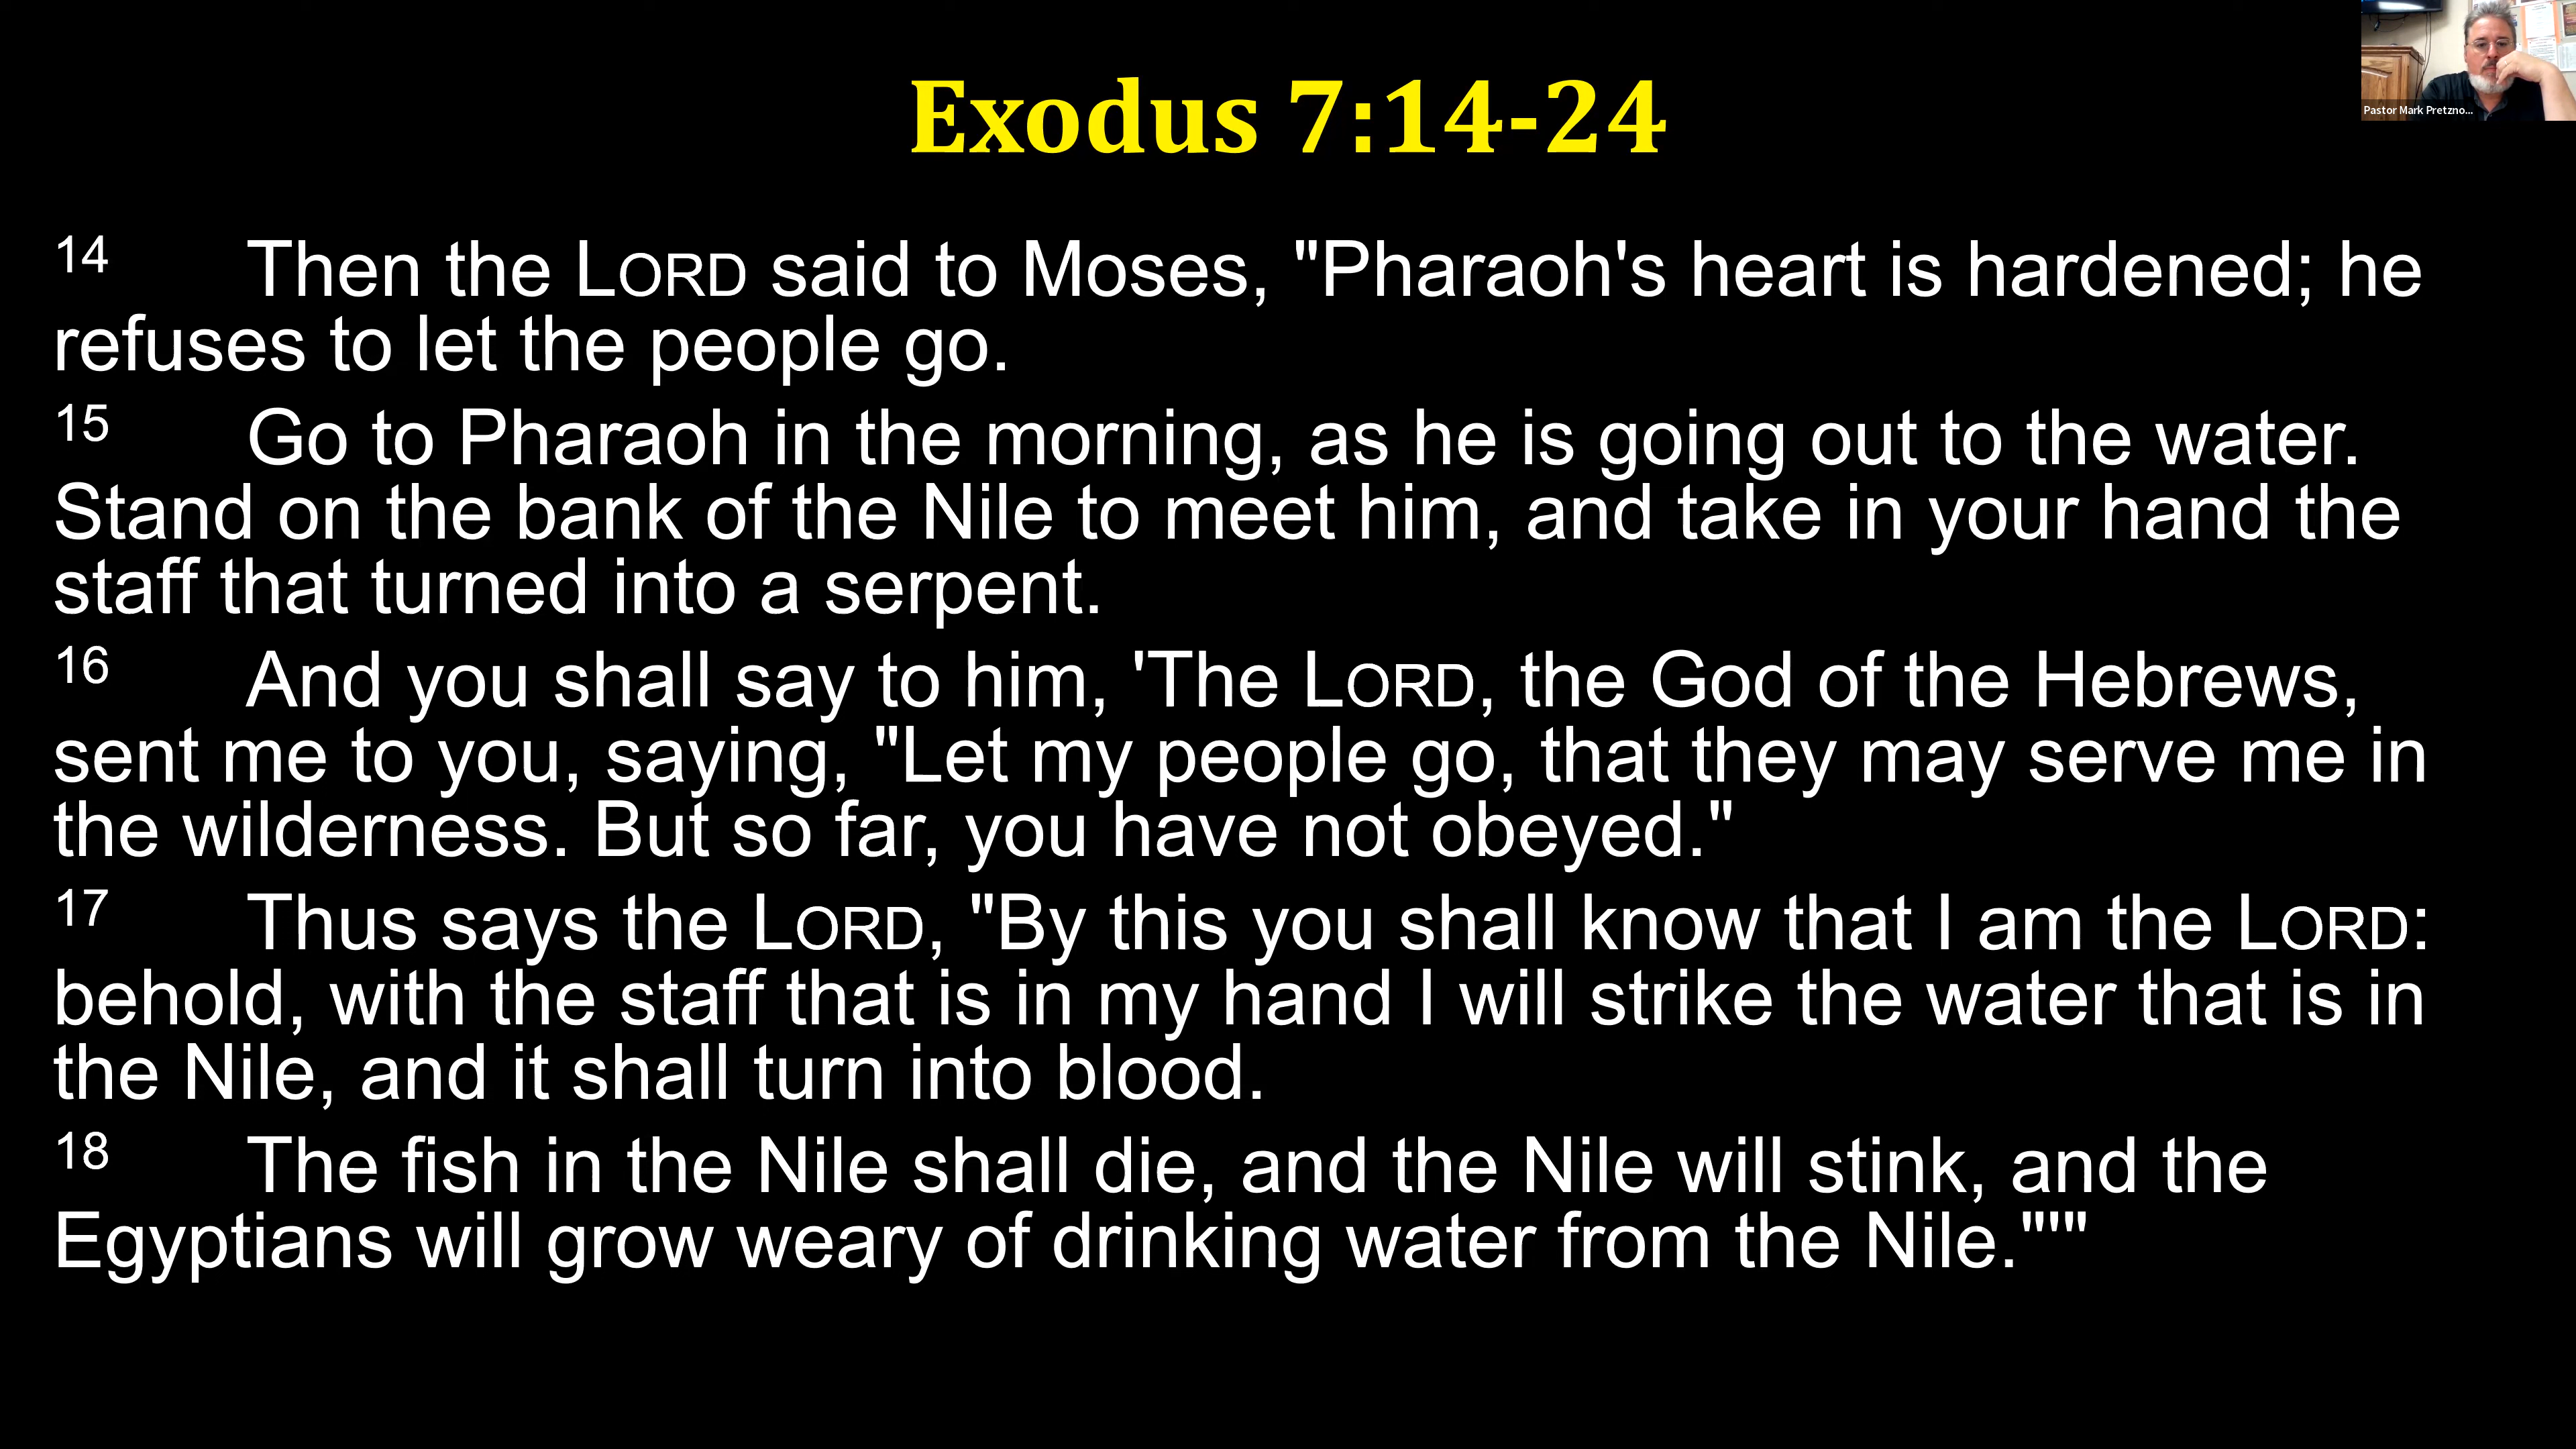 Exodus 7:14-24
Pastor Mark Pretzno...
14 Then the LORD said to Moses, "Pharaoh's heart is hardened; he
refuses to let the people go.
15 Go to Pharaoh in the morning, as he is going out to the water.
Stand on the bank of the Nile to meet him, and take in your hand the
staff that turned into a serpent.
16 And you shall say to him, 'The LORD, the God of the Hebrews,
sent me to you, saying, "Let my people go, that they may serve me in
the wilderness. But so far, you have not obeyed."
17 Thus says the LORD, "By this you shall know that I am the LORD:
behold, with the staff that is in my hand I will strike the water that is in
the Nile, and it shall turn into blood.
18 The fish in the Nile shall die, and the Nile will stink, and the
Egyptians will grow weary of drinking water from the Nile."'"